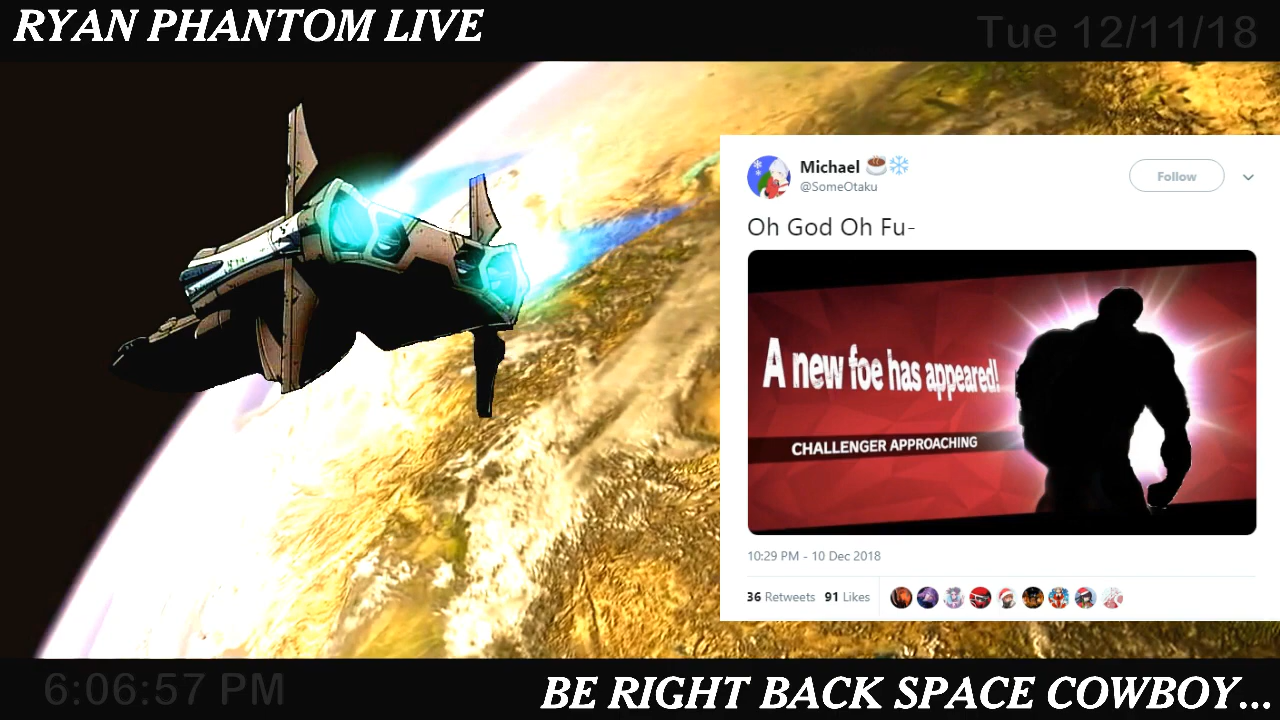 RYAN PHANTOM LIVE
Tue 12/11/18
Michael
@SomeOtaku
Follow
Oh God Oh Fu-
A new foe has appeared!
CHALLENGER APPROACHING
10:29 PM - 10 Dec 2018
36 Retweets 91 Likes
6:06:57 PM
BE RIGHT BACK SPACE COWBOY...